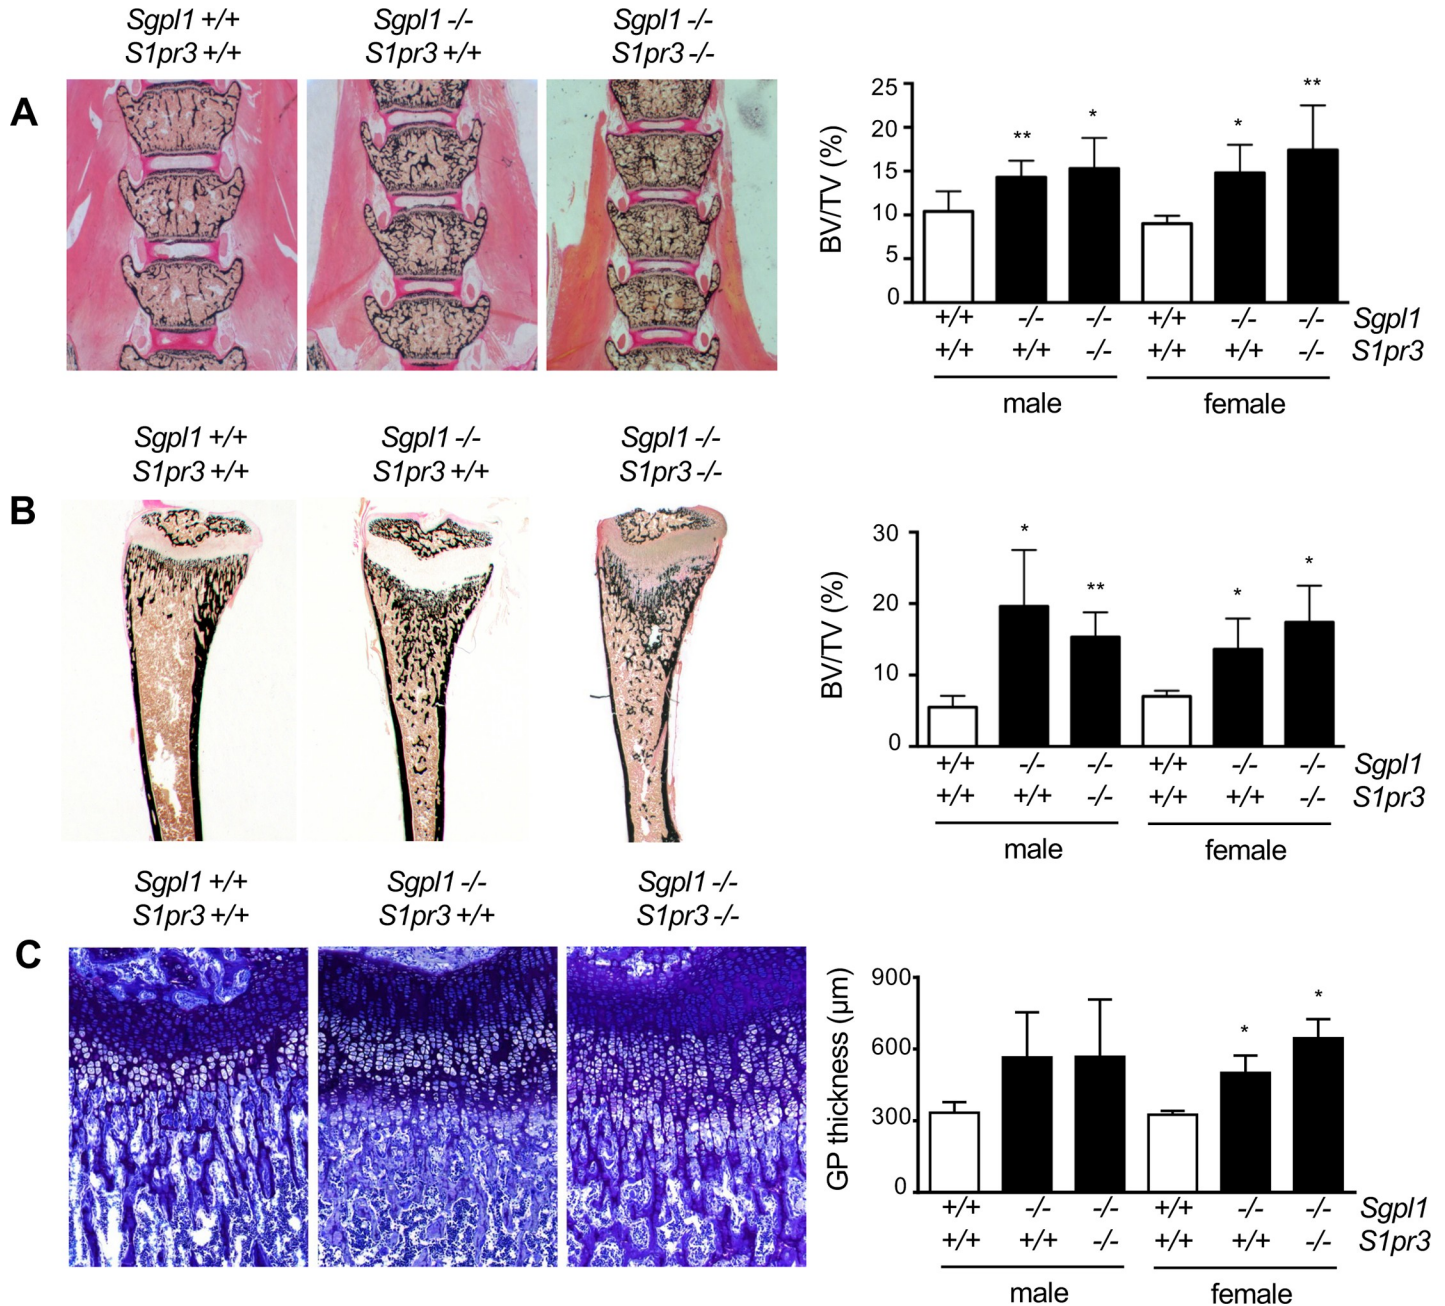 Sgpl1 +/+ Sgpl1 -/- Sgpl1 -/-
S1pr3 +/+ S1pr3 +/+ S1pr3 -/-
A
BV/TV (%)
25
20
15
10
5
0
** * * **
+/+ -/- -/- +/+ -/- -/- Sgpl1
+/+ +/+ -/- +/+ +/+ -/- S1pr3
male female
Sgpl1 +/+ Sgpl1 -/- Sgpl1 -/-
S1pr3 +/+ S1pr3 +/+ S1pr3 -/-
B
BV/TV (%)
30
20
10
0
* ** * *
+/+ -/- -/- +/+ -/- -/- Sgpl1
+/+ +/+ -/- +/+ +/+ -/- S1pr3
male female
Sgpl1 +/+ Sgpl1 -/- Sgpl1 -/-
S1pr3 +/+ S1pr3 +/+ S1pr3 -/-
C
GP thickness (µm)
900
600
300
0
* *
+/+ -/- -/- +/+ -/- -/- Sgpl1
+/+ +/+ -/- +/+ +/+ -/- S1pr3
male female